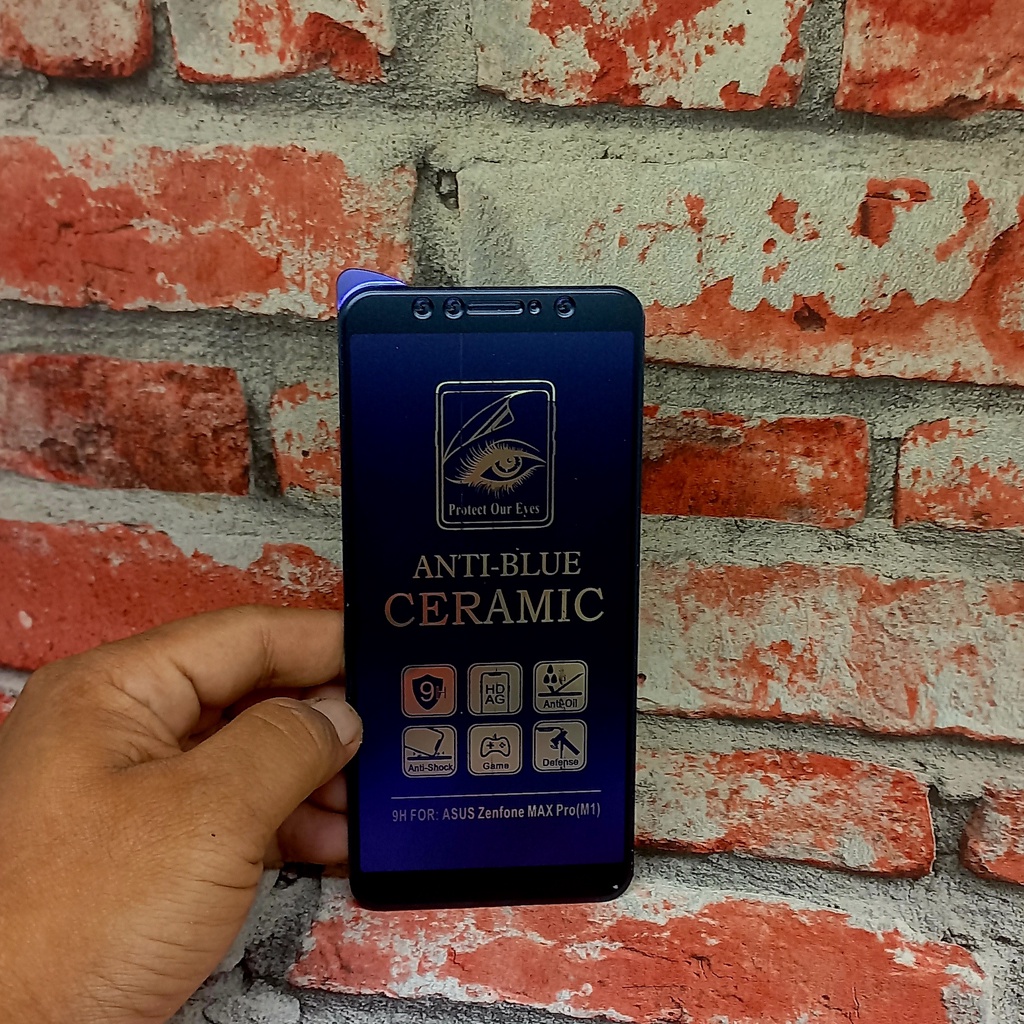 Protect Our Eyes
ANTI-BLUE
CERAMIC
9H
HD
AG
Anti-Oil
Anti-Shock
Game
Defense
9H FOR: ASUS Zenfone MAX Pro(M1)